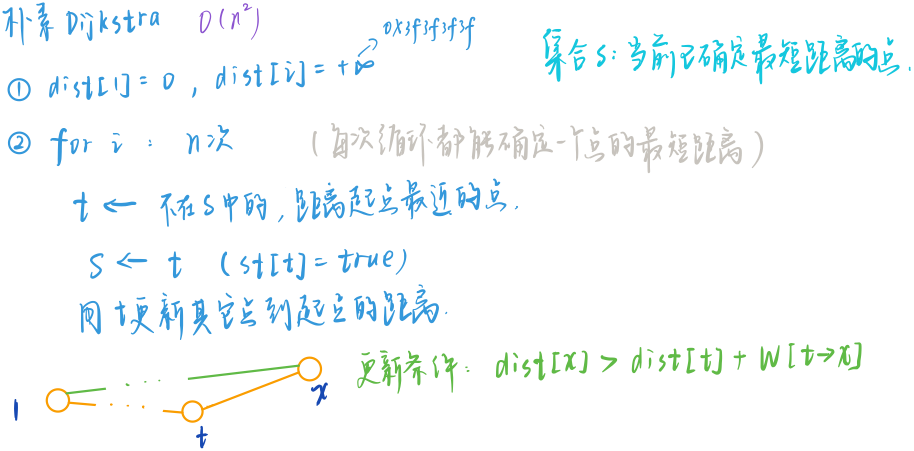 朴素 Dijkstra O(n²)
0x3f3f3f3f
集合S:当前已确定最短距离的点.
① dist[1]=0, dist[i]=+∞
② for i : n次 (每次循环都能确定一个点的最短距离)
t ← 不在S中的,距离起点最近的点.
S ← t (st[t]=true)
用t更新其它点到起点的距离.
更新条件: dist[x] > dist[t] + W[t→x]
1
t
x